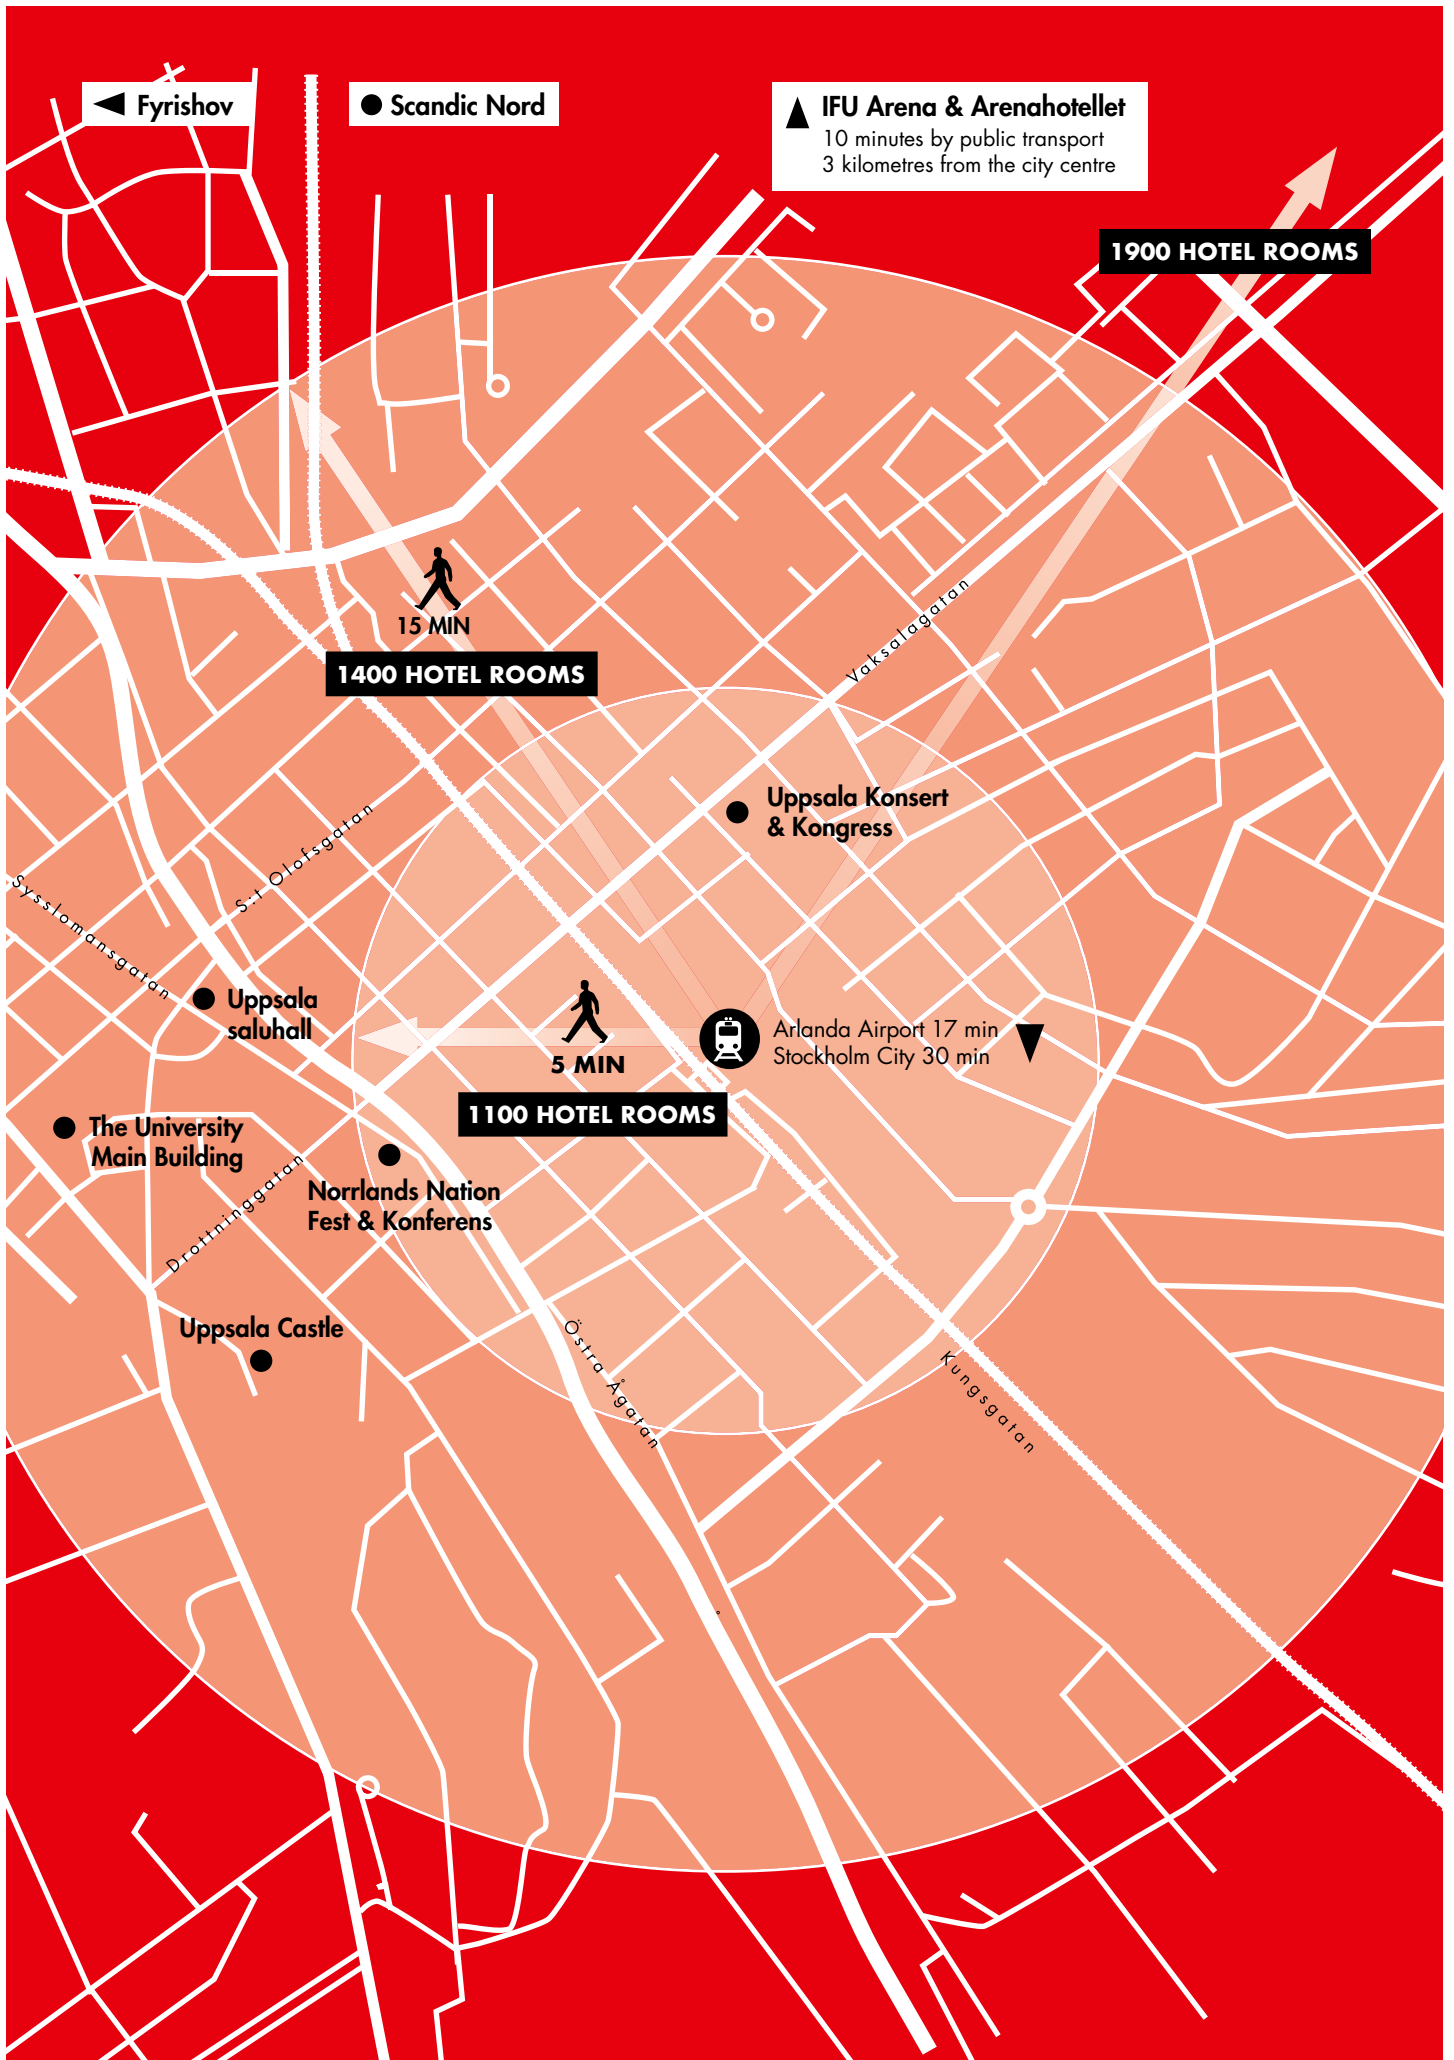 Fyrishov
Scandic Nord
IFU Arena & Arenahotellet
10 minutes by public transport
3 kilometres from the city centre
1900 HOTEL ROOMS
15 MIN
1400 HOTEL ROOMS
Vaksalagatan
Uppsala Konsert
& Kongress
S:t Olofsgatan
Sysslomansgatan
Uppsala
saluhall
5 MIN
Arlanda Airport 17 min
Stockholm City 30 min
1100 HOTEL ROOMS
The University
Main Building
Norrlands Nation
Fest & Konferens
Drottninggatan
Uppsala Castle
Östra Ågatan
Kungsgatan